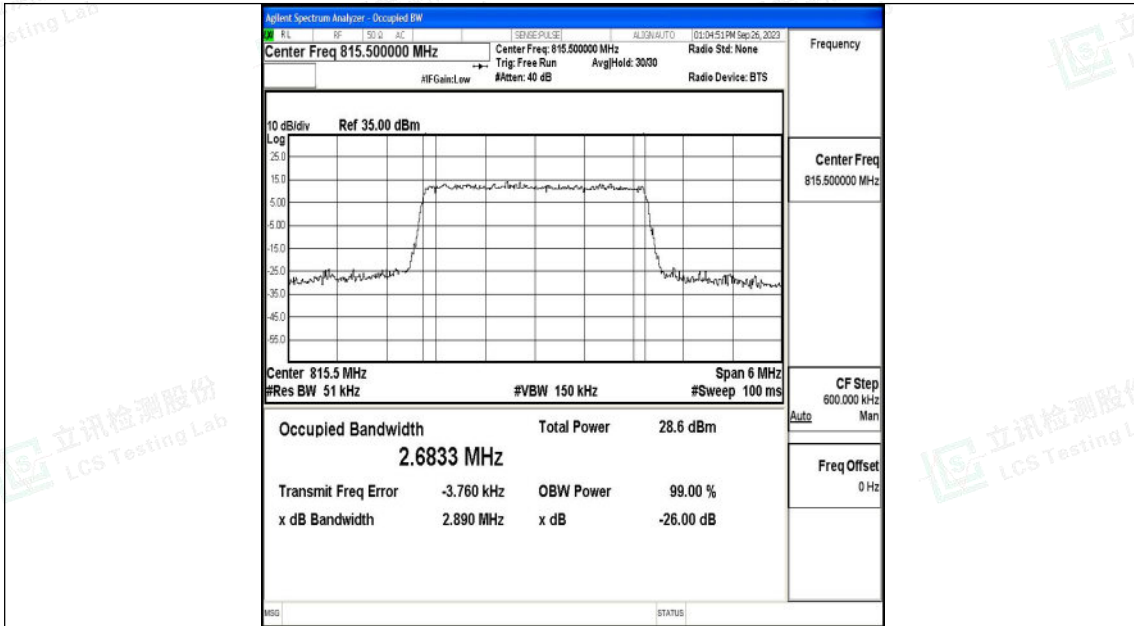 Agilent Spectrum Analyzer - Occupied BW
RL RF 50 Ω AC SENSE:PULSE ALIGNAUTO 01:04:51 PM Sep 26, 2023
Center Freq 815.500000 MHz
Center Freq: 815.500000 MHz
Radio Std: None
Trig: Free Run
Avg|Hold: 30/30
#IFGain:Low
#Atten: 40 dB
Radio Device: BTS
10 dB/div
Ref 35.00 dBm
Log
25.0
15.0
5.00
-5.00
-15.0
-25.0
-35.0
-45.0
-55.0
Center 815.5 MHz
Span 6 MHz
#Res BW 51 kHz
#VBW 150 kHz
#Sweep 100 ms
Occupied Bandwidth
Total Power 28.6 dBm
2.6833 MHz
Transmit Freq Error -3.760 kHz
OBW Power 99.00 %
x dB Bandwidth 2.890 MHz
x dB -26.00 dB
MSG
STATUS
Frequency
Center Freq
815.500000 MHz
CF Step
600.000 kHz
Auto Man
Freq Offset
0 Hz
sting Lab
立讯检测股份
LCS Testing Lab
立讯检测股份
LCS Testing L